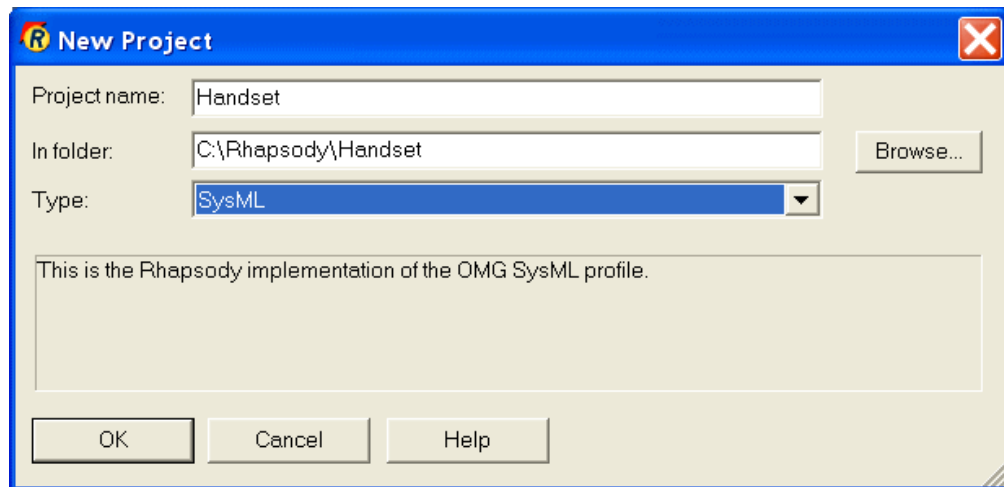 R New Project
Project name: Handset
In folder: C:\Rhapsody\Handset Browse...
Type: SysML
This is the Rhapsody implementation of the OMG SysML profile.
OK Cancel Help